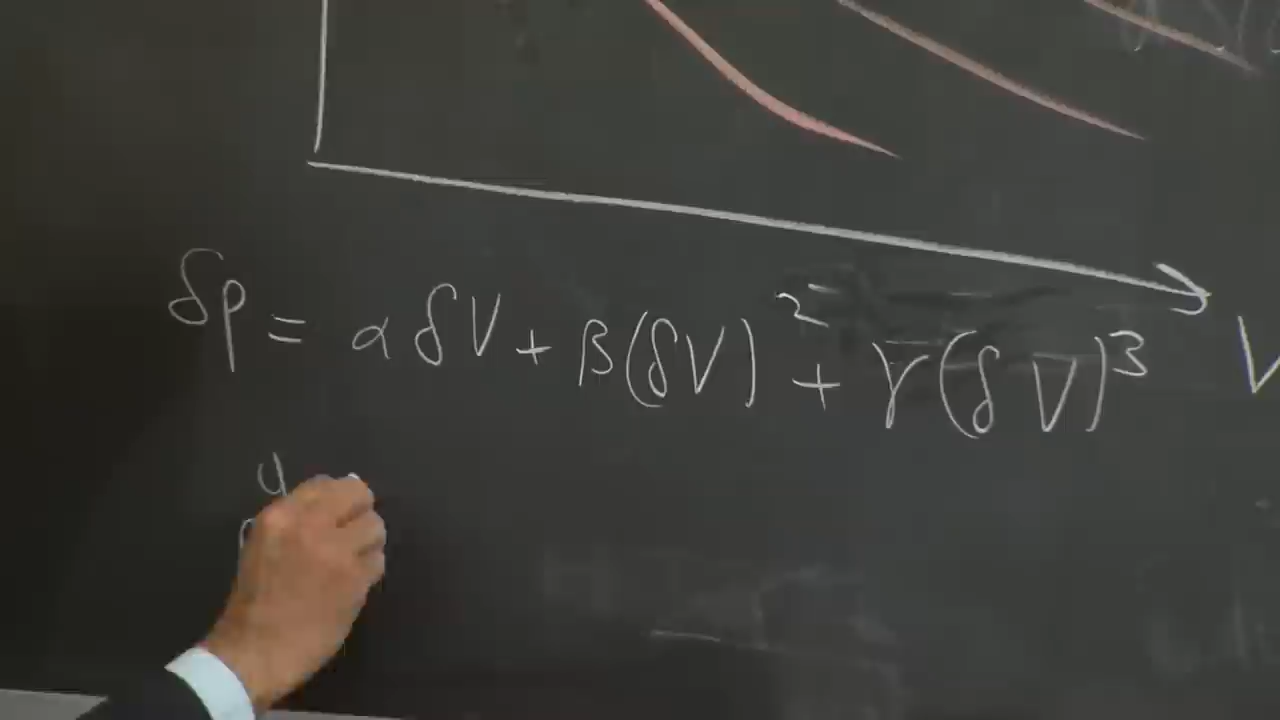 V
δp = α δV + β(δV)² + γ(δV)³